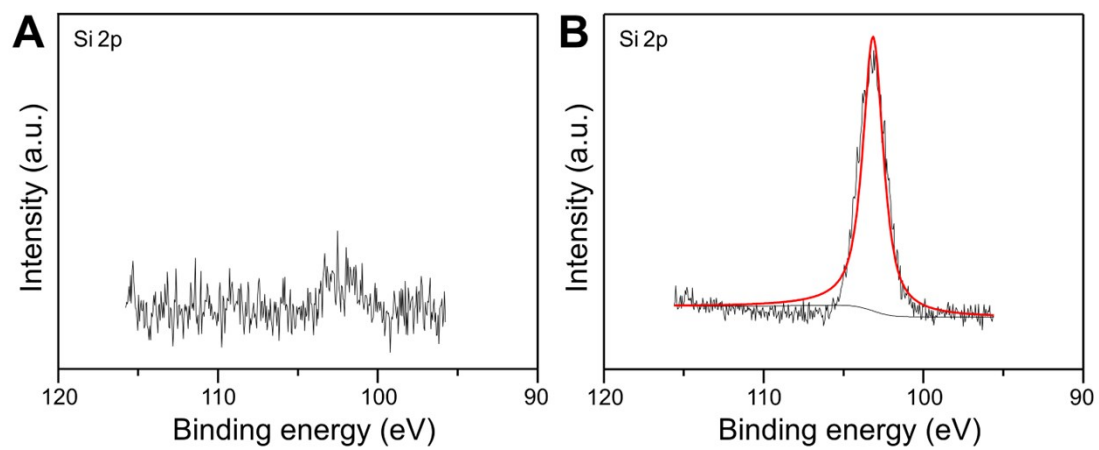 A
Si 2p
Intensity (a.u.)
120
110
100
90
Binding energy (eV)
B
Si 2p
Intensity (a.u.)
120
110
100
90
Binding energy (eV)